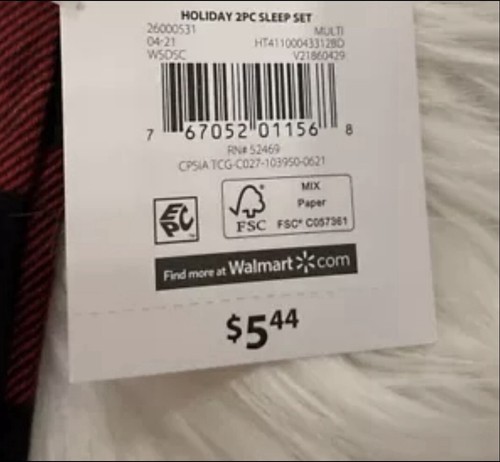 HOLIDAY 2PC SLEEP SET
26000531 MULTI
04-21 HT411000433128D
WSDSC V21860429
7 67052 01156 8
RN# 52469
CPSIA TCG-C027-103950-0621
EPC
FSC
MIX
Paper
FSC® C057361
Find more at Walmart.com
$5.44